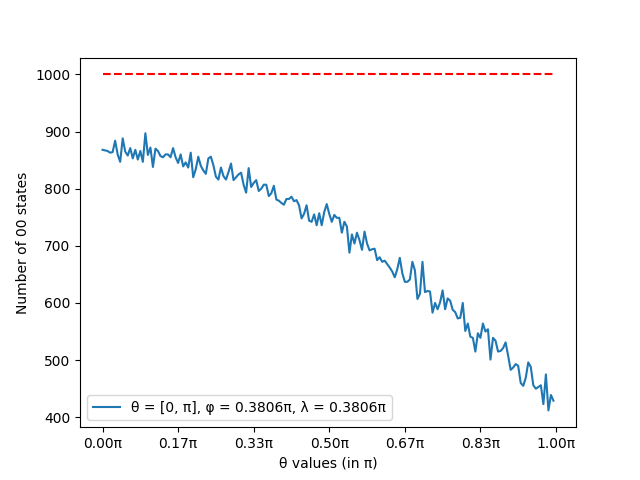 1000
900
800
700
600
500
400
Number of 00 states
θ = [0, π], φ = 0.3806π, λ = 0.3806π
0.00π 0.17π 0.33π 0.50π 0.67π 0.83π 1.00π
θ values (in π)